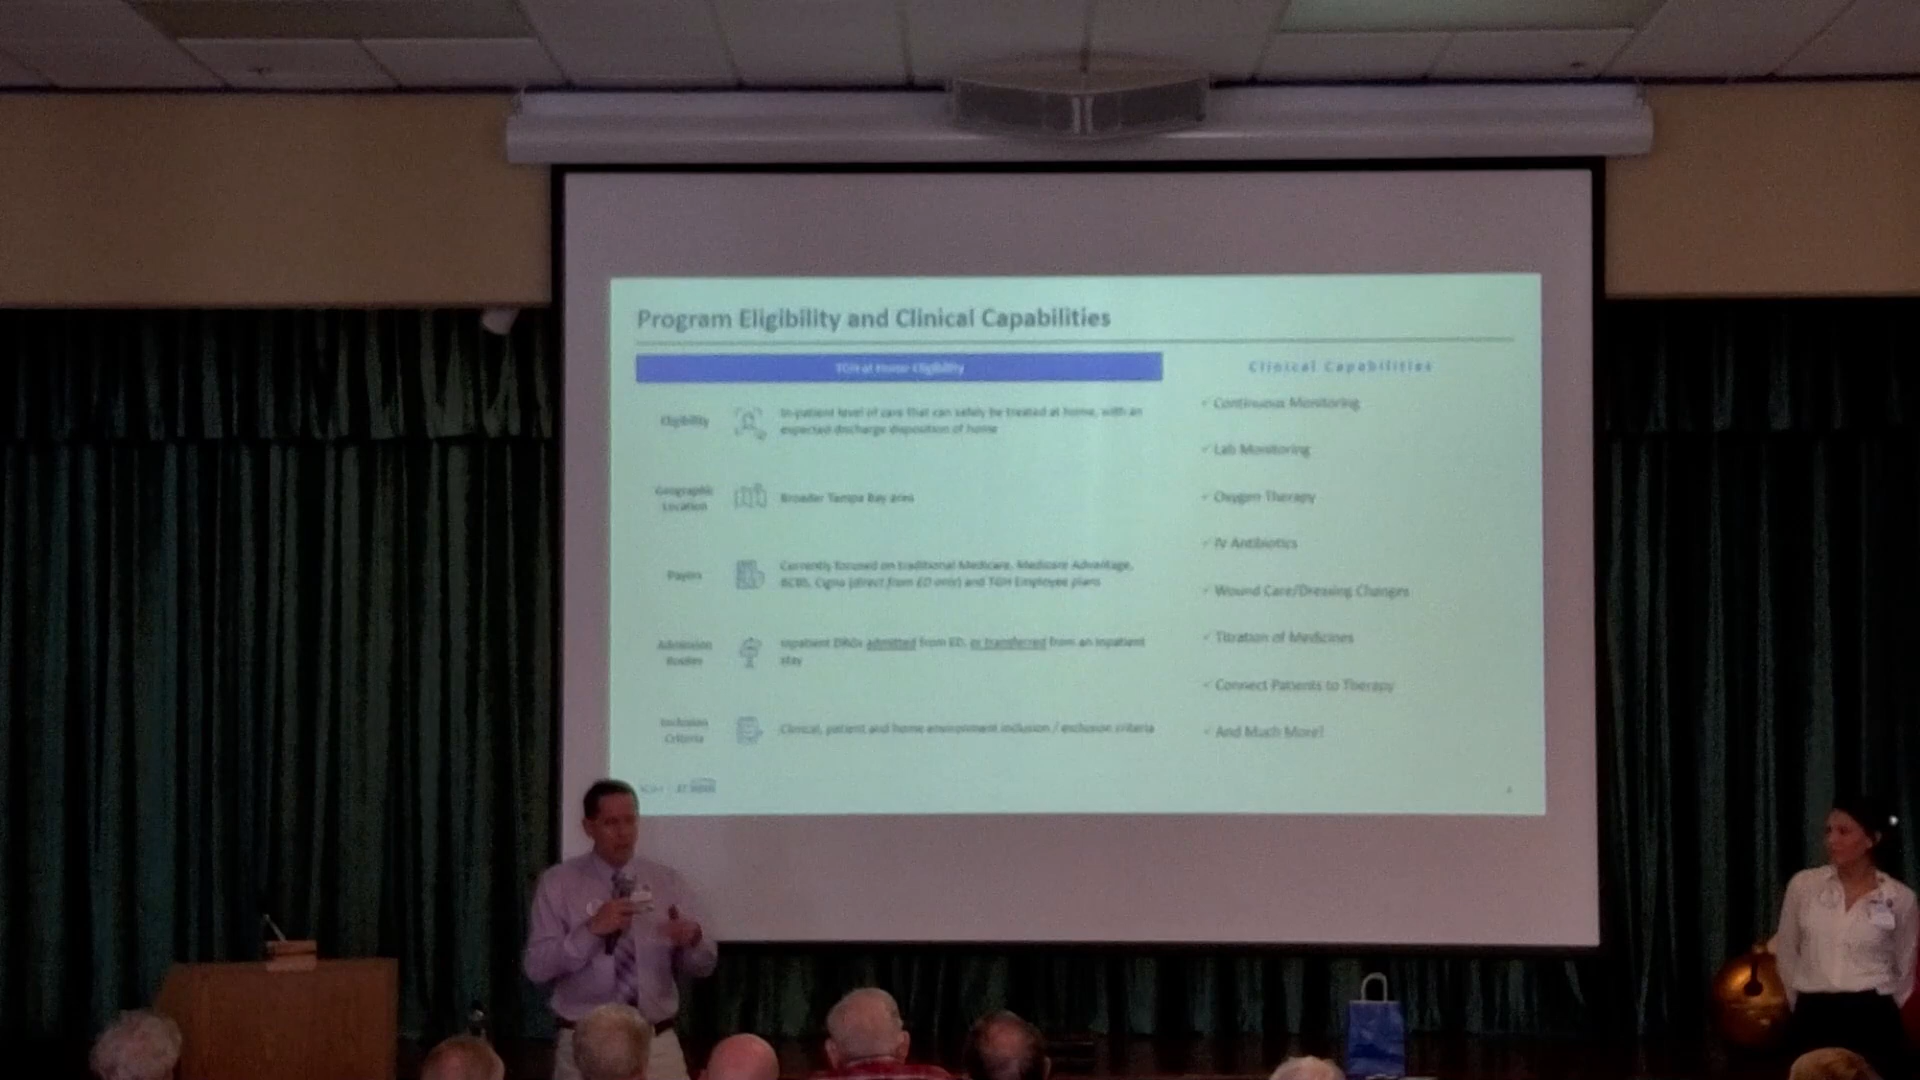 Program Eligibility and Clinical Capabilities
TGH at Home Eligibility
Eligibility
In-patient level of care that can safely be treated at home, with an
expected discharge disposition of home
Geographic
Location
Broader Tampa Bay area
Payers
Currently focused on traditional Medicare, Medicare Advantage,
BCBS, Cigna (direct from ED only) and TGH Employee plans
Admission
Routes
Inpatient DRGs admitted from ED, or transferred from an inpatient
stay
Inclusion
Criteria
Clinical, patient and home environment inclusion / exclusion criteria
Clinical Capabilities
✓ Continuous Monitoring
✓ Lab Monitoring
✓ Oxygen Therapy
✓ IV Antibiotics
✓ Wound Care/Dressing Changes
✓ Titration of Medicines
✓ Connect Patients to Therapy
✓ And Much More!